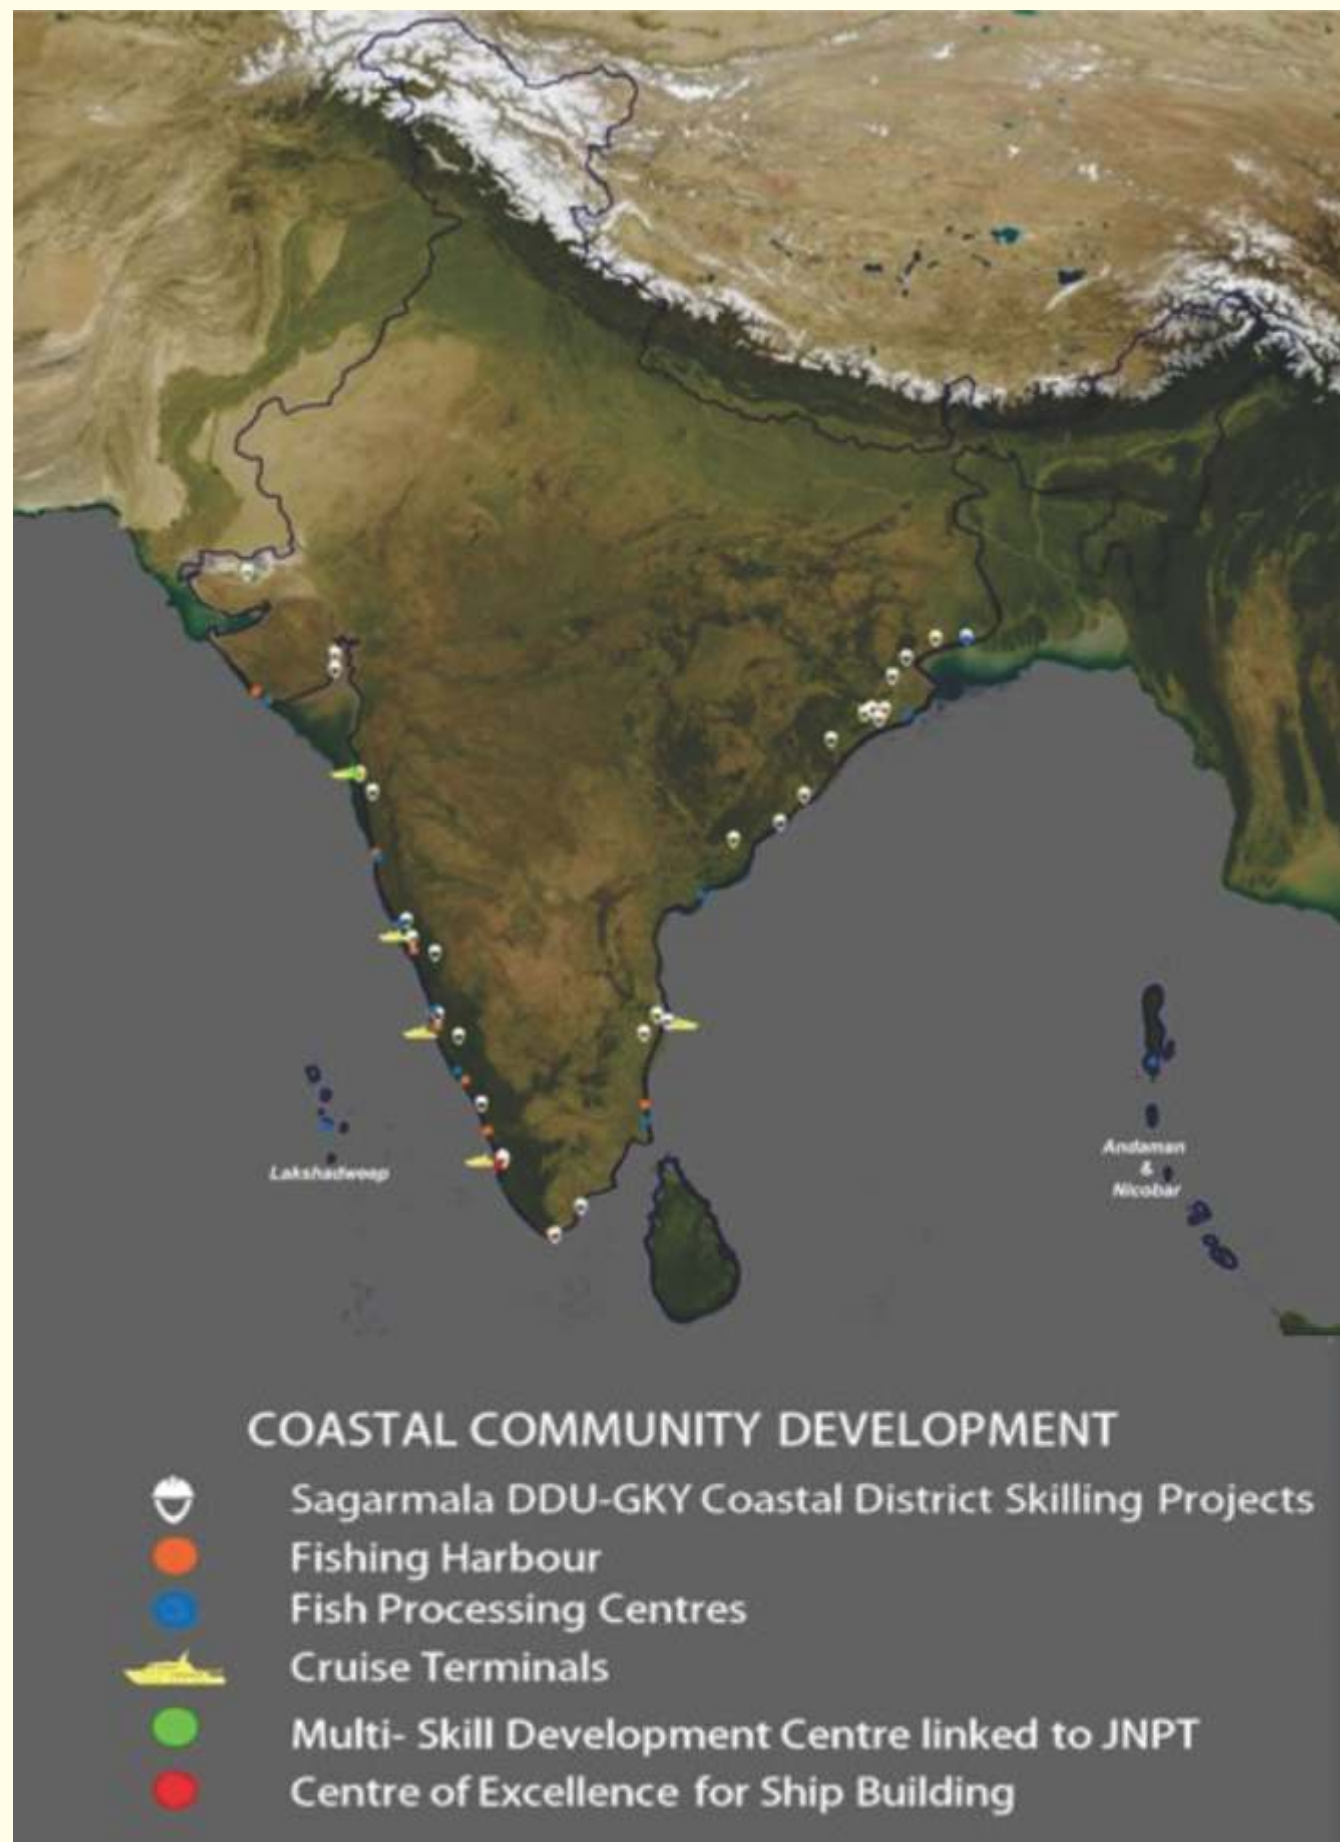 Lakshadweep
Andaman
&
Nicobar
COASTAL COMMUNITY DEVELOPMENT
Sagarmala DDU-GKY Coastal District Skilling Projects
Fishing Harbour
Fish Processing Centres
Cruise Terminals
Multi- Skill Development Centre linked to JNPT
Centre of Excellence for Ship Building